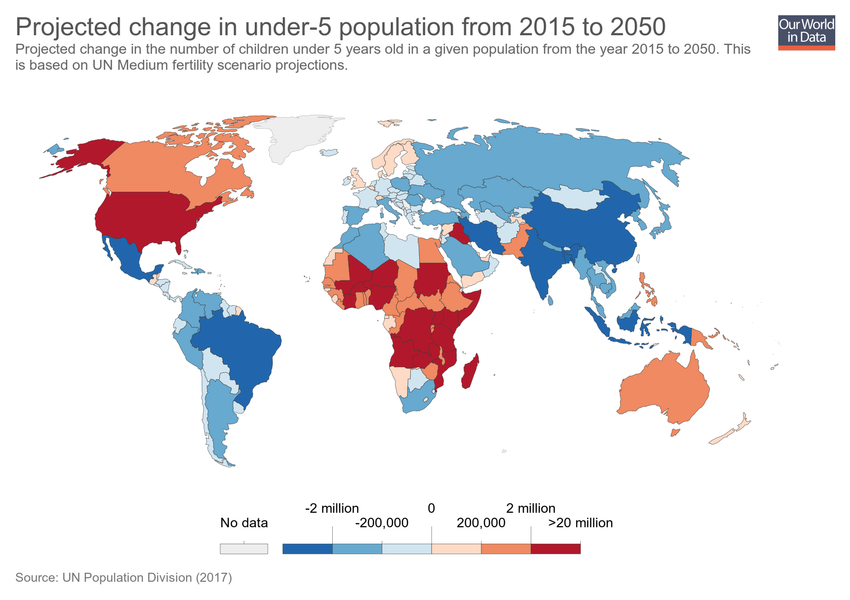 Projected change in under-5 population from 2015 to 2050
Our World
in Data
Projected change in the number of children under 5 years old in a given population from the year 2015 to 2050. This
is based on UN Medium fertility scenario projections.
-2 million 0 2 million
No data -200,000 200,000 >20 million
Source: UN Population Division (2017)